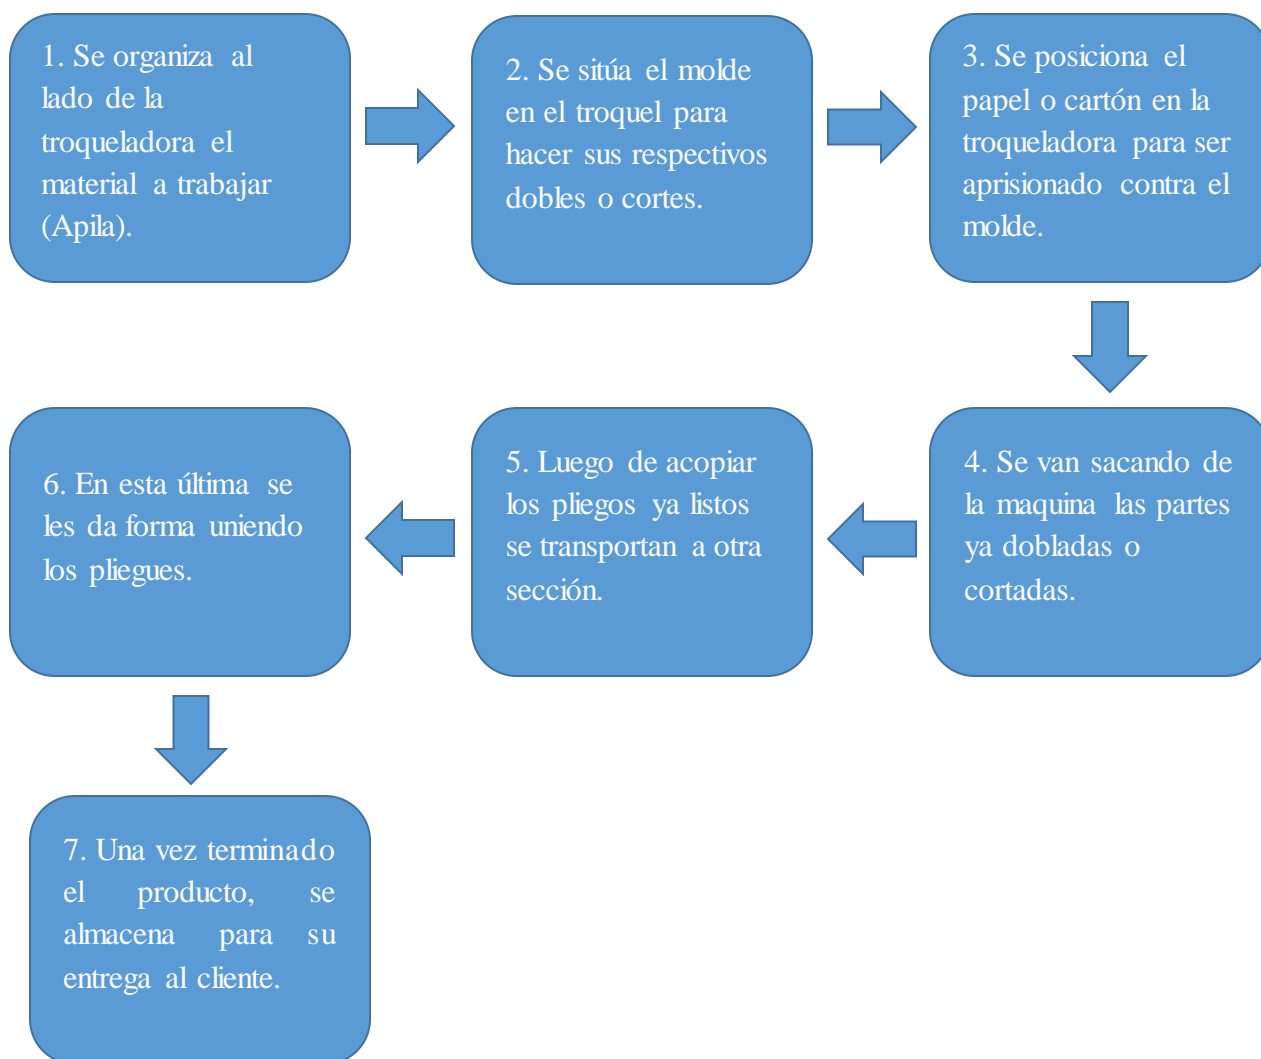 1. Se organiza al
lado de la
troqueladora el
material a trabajar
(Apila).
2. Se sitúa el molde
en el troquel para
hacer sus respectivos
dobles o cortes.
3. Se posiciona el
papel o cartón en la
troqueladora para ser
aprisionado contra el
molde.
4. Se van sacando de
la maquina las partes
ya dobladas o
cortadas.
5. Luego de acopiar
los pliegos ya listos
se transportan a otra
sección.
6. En esta última se
les da forma uniendo
los pliegues.
7. Una vez terminado
el producto, se
almacena para su
entrega al cliente.